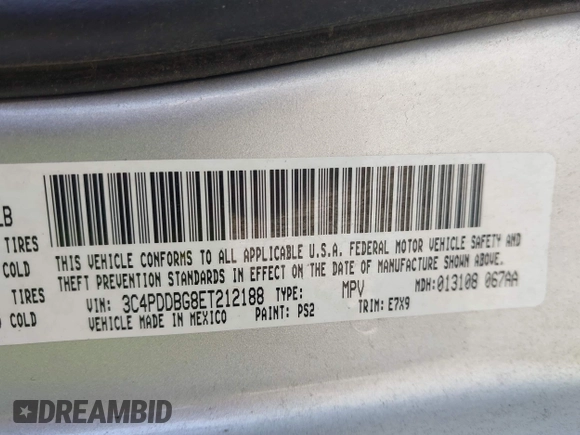 LB
TIRES
COLD
TIRES
COLD
THIS VEHICLE CONFORMS TO ALL APPLICABLE U.S.A. FEDERAL MOTOR VEHICLE SAFETY AND
THEFT PREVENTION STANDARDS IN EFFECT ON THE DATE OF MANUFACTURE SHOWN ABOVE.
VIN: 3C4PDDBG8ET212188 TYPE: MPV MDH: 013108 067AA
VEHICLE MADE IN MEXICO PAINT: PS2 TRIM: E7X9
DREAMBID